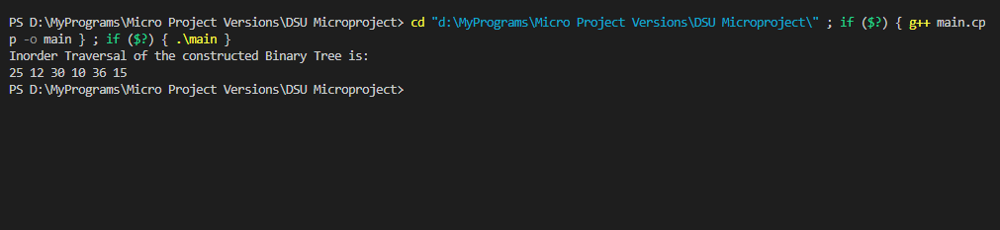 PS D:\MyPrograms\Micro Project Versions\DSU Microproject> cd "d:\MyPrograms\Micro Project Versions\DSU Microproject\" ; if ($?) { g++ main.cp
p -o main } ; if ($?) { .\main }
Inorder Traversal of the constructed Binary Tree is:
25 12 30 10 36 15
PS D:\MyPrograms\Micro Project Versions\DSU Microproject>